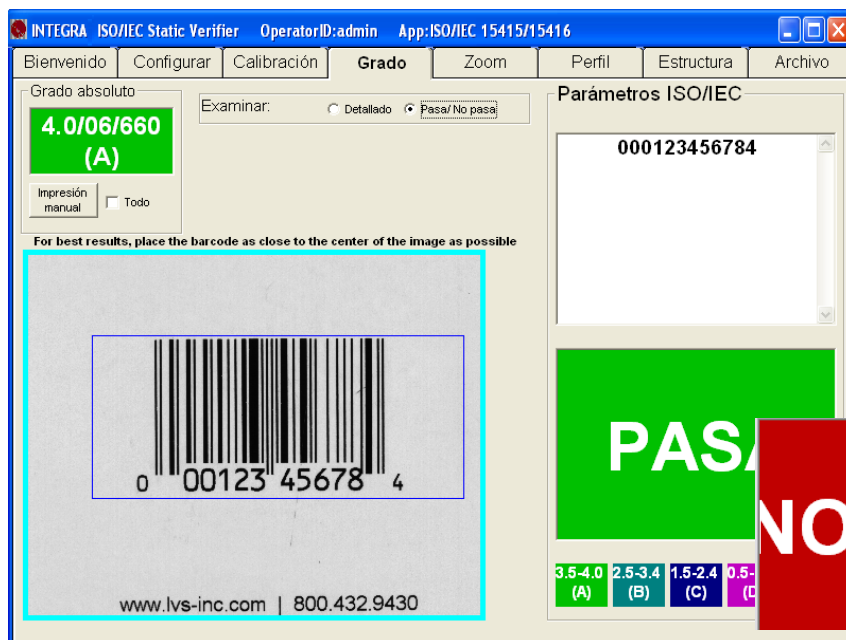 INTEGRA ISO/IEC Static Verifier OperatorID:admin App:ISO/IEC 15415/15416
Bienvenido Configurar Calibración Grado Zoom Perfil Estructura Archivo
Grado absoluto
4.0/06/660
(A)
Impresión
manual
Todo
Examinar: Detallado Pasa/ No pasa
Parámetros ISO/IEC
000123456784
For best results, place the barcode as close to the center of the image as possible
0 00123 45678 4
www.lvs-inc.com | 800.432.9430
PASA
NO
3.5-4.0 2.5-3.4 1.5-2.4 0.5-
(A) (B) (C) (D